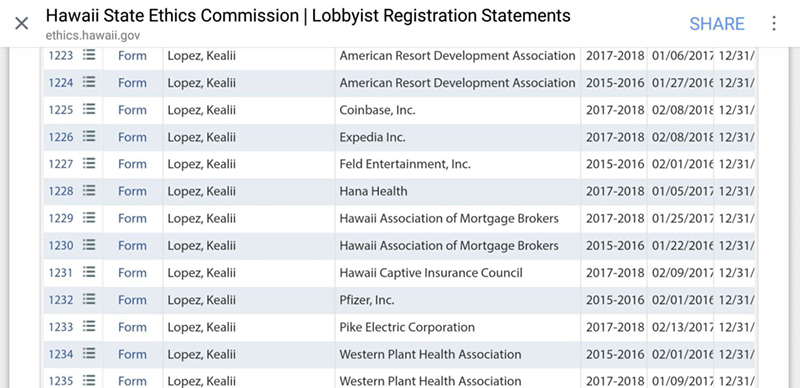 Hawaii State Ethics Commission | Lobbyist Registration Statements
ethics.hawaii.gov
SHARE
1223 Form Lopez, Kealii American Resort Development Association 2017-2018 01/06/2017 12/31/
1224 Form Lopez, Kealii American Resort Development Association 2015-2016 01/27/2016 12/31/
1225 Form Lopez, Kealii Coinbase, Inc. 2017-2018 02/08/2018 12/31/
1226 Form Lopez, Kealii Expedia Inc. 2017-2018 02/08/2018 12/31/
1227 Form Lopez, Kealii Feld Entertainment, Inc. 2015-2016 02/01/2016 12/31/
1228 Form Lopez, Kealii Hana Health 2017-2018 01/05/2017 12/31/
1229 Form Lopez, Kealii Hawaii Association of Mortgage Brokers 2017-2018 01/25/2017 12/31/
1230 Form Lopez, Kealii Hawaii Association of Mortgage Brokers 2015-2016 01/22/2016 12/31/
1231 Form Lopez, Kealii Hawaii Captive Insurance Council 2017-2018 02/09/2017 12/31/
1232 Form Lopez, Kealii Pfizer, Inc. 2015-2016 02/01/2016 12/31/
1233 Form Lopez, Kealii Pike Electric Corporation 2017-2018 02/13/2017 12/31/
1234 Form Lopez, Kealii Western Plant Health Association 2015-2016 02/01/2016 12/31/
1235 Form Lopez, Kealii Western Plant Health Association 2017-2018 01/09/2017 12/31/